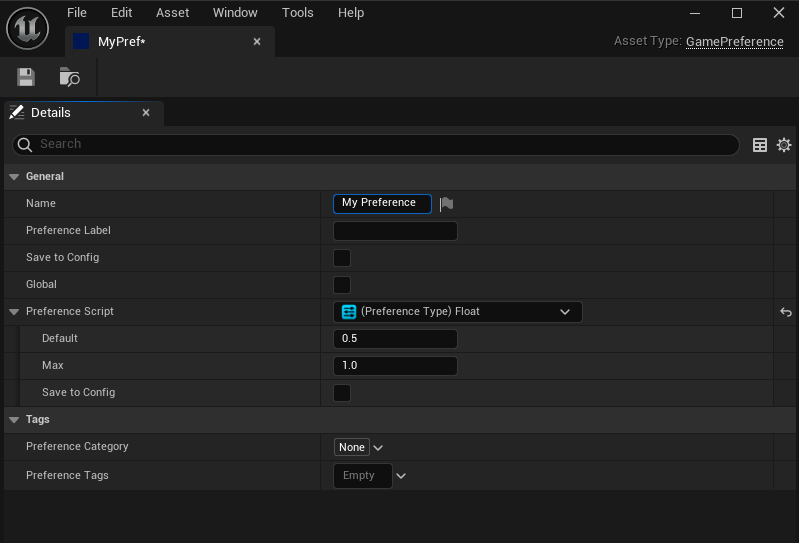 File Edit Asset Window Tools Help
MyPref*
Asset Type: GamePreference
Details
Search
General
Name My Preference
Preference Label
Save to Config
Global
Preference Script (Preference Type) Float
Default 0.5
Max 1.0
Save to Config
Tags
Preference Category None
Preference Tags Empty